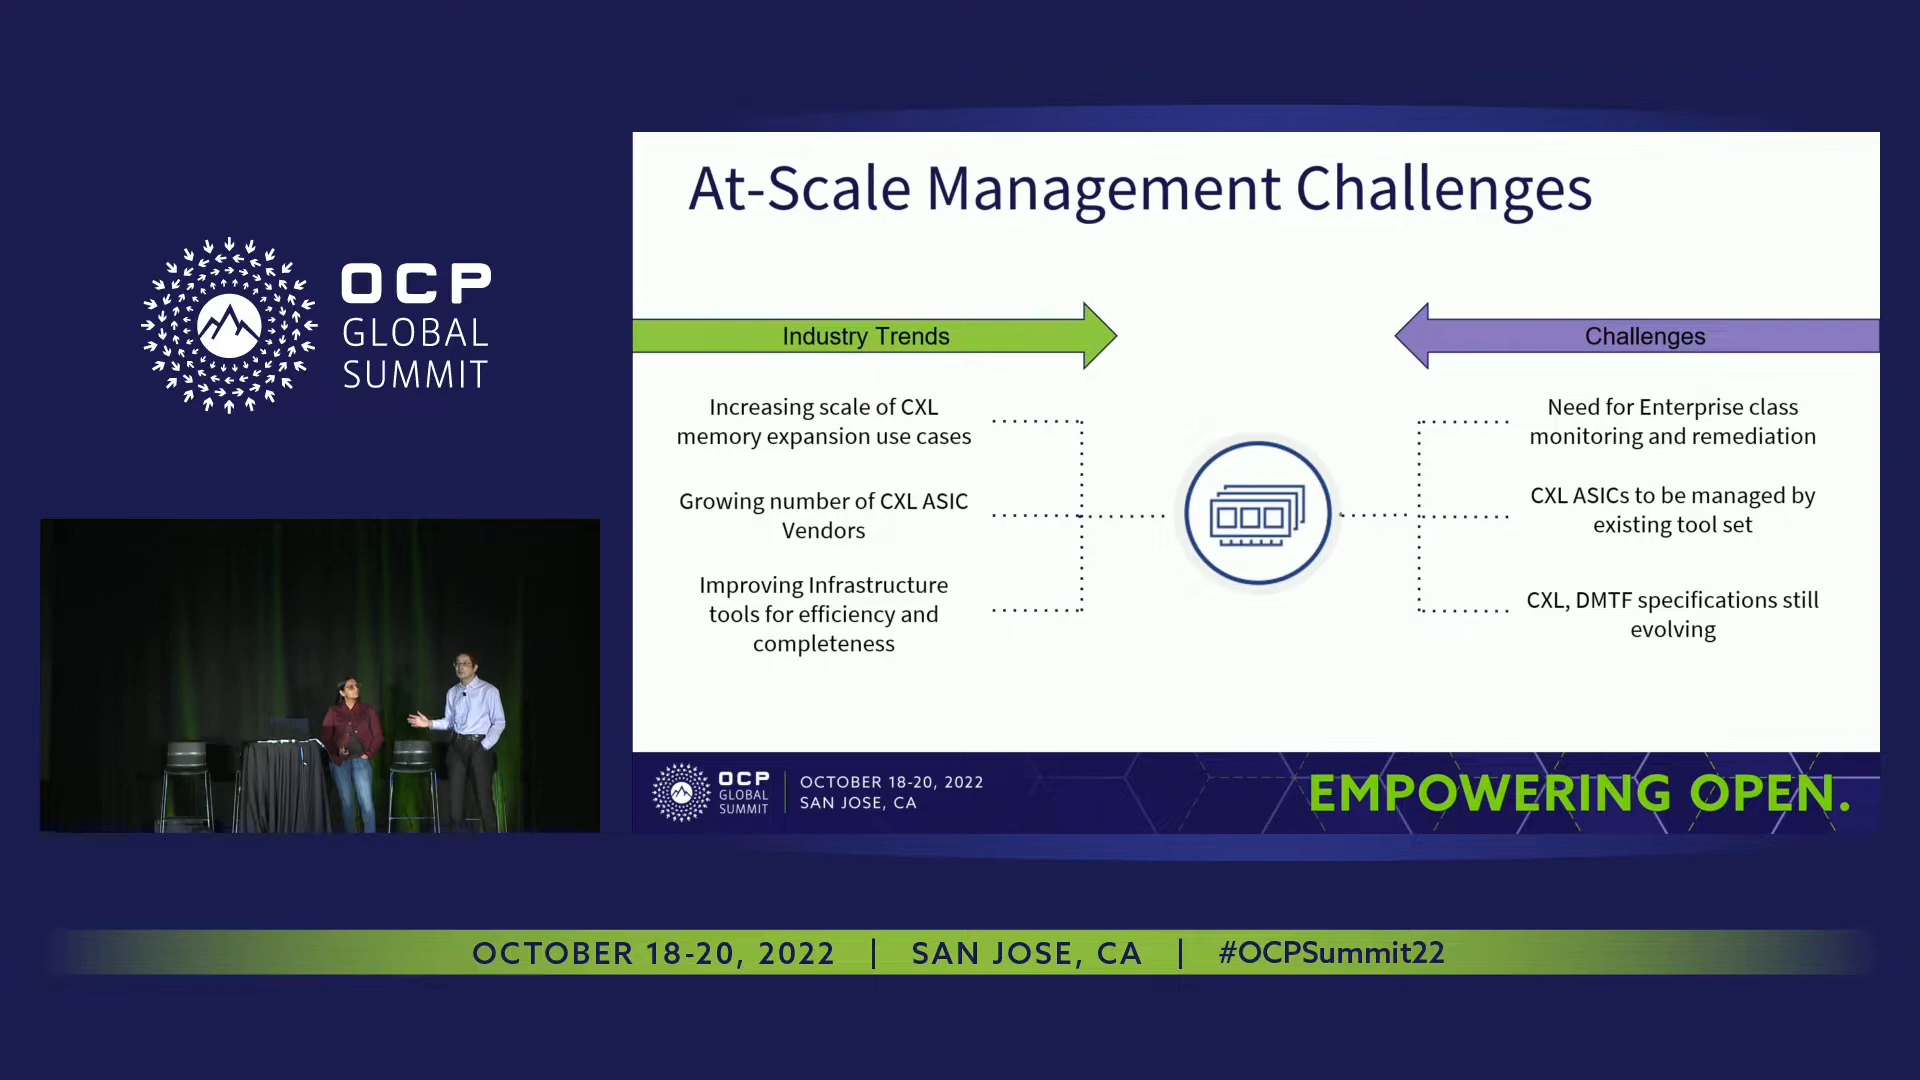 OCP
GLOBAL
SUMMIT
At-Scale Management Challenges
Industry Trends
Increasing scale of CXL
memory expansion use cases
Growing number of CXL ASIC
Vendors
Improving Infrastructure
tools for efficiency and
completeness
Challenges
Need for Enterprise class
monitoring and remediation
CXL ASICs to be managed by
existing tool set
CXL, DMTF specifications still
evolving
OCP
GLOBAL
SUMMIT
OCTOBER 18-20, 2022
SAN JOSE, CA
EMPOWERING OPEN.
OCTOBER 18-20, 2022 | SAN JOSE, CA | #OCPSummit22